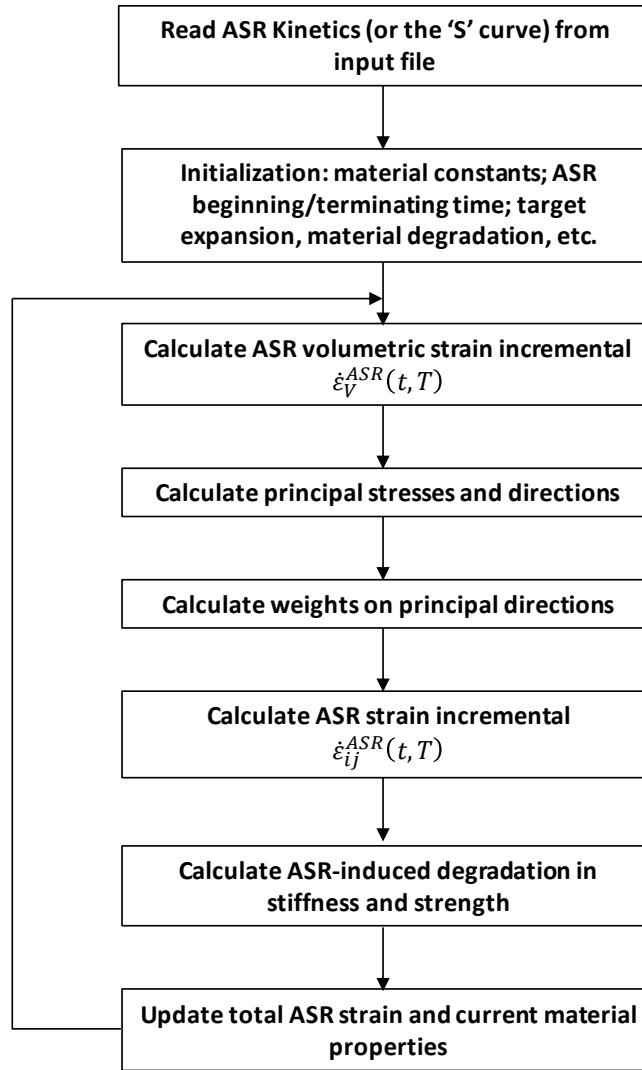 Read ASR Kinetics (or the ‘S’ curve) from
input file
Initialization: material constants; ASR
beginning/terminating time; target
expansion, material degradation, etc.
Calculate ASR volumetric strain incremental
ε̇_V^{ASR}(t, T)
Calculate principal stresses and directions
Calculate weights on principal directions
Calculate ASR strain incremental
ε̇_{ij}^{ASR}(t, T)
Calculate ASR-induced degradation in
stiffness and strength
Update total ASR strain and current material
properties